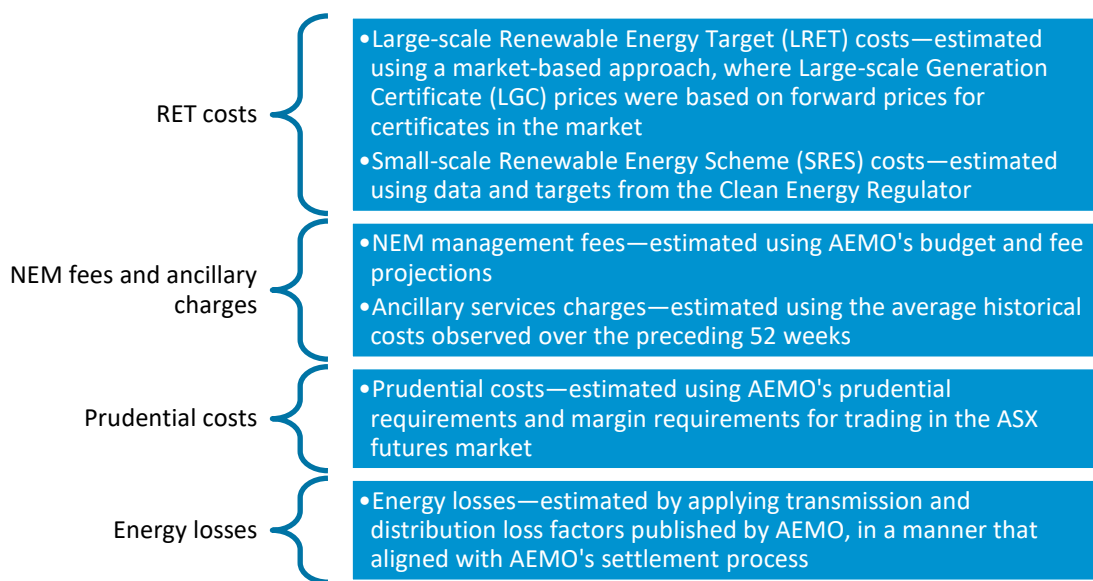 RET costs
•Large-scale Renewable Energy Target (LRET) costs—estimated
using a market-based approach, where Large-scale Generation
Certificate (LGC) prices were based on forward prices for
certificates in the market
•Small-scale Renewable Energy Scheme (SRES) costs—estimated
using data and targets from the Clean Energy Regulator
NEM fees and ancillary
charges
•NEM management fees—estimated using AEMO's budget and fee
projections
•Ancillary services charges—estimated using the average historical
costs observed over the preceding 52 weeks
Prudential costs
•Prudential costs—estimated using AEMO's prudential
requirements and margin requirements for trading in the ASX
futures market
Energy losses
•Energy losses—estimated by applying transmission and
distribution loss factors published by AEMO, in a manner that
aligned with AEMO's settlement process